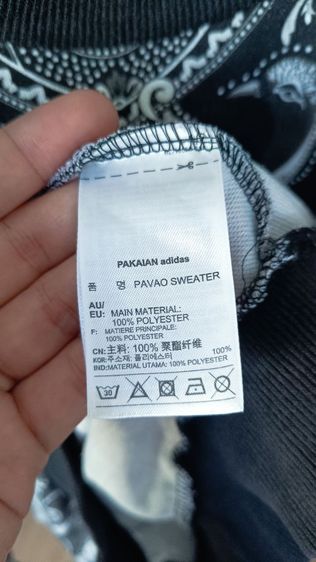 PAKAIAN adidas
품 명 PAVAO SWEATER
AU/
EU: MAIN MATERIAL:
100% POLYESTER
F: MATIERE PRINCIPALE:
100% POLYESTER
CN: 主料: 100% 聚酯纤维
KOR: 주소재: 폴리에스터 100%
IND: MATERIAL UTAMA: 100% POLYESTER
30